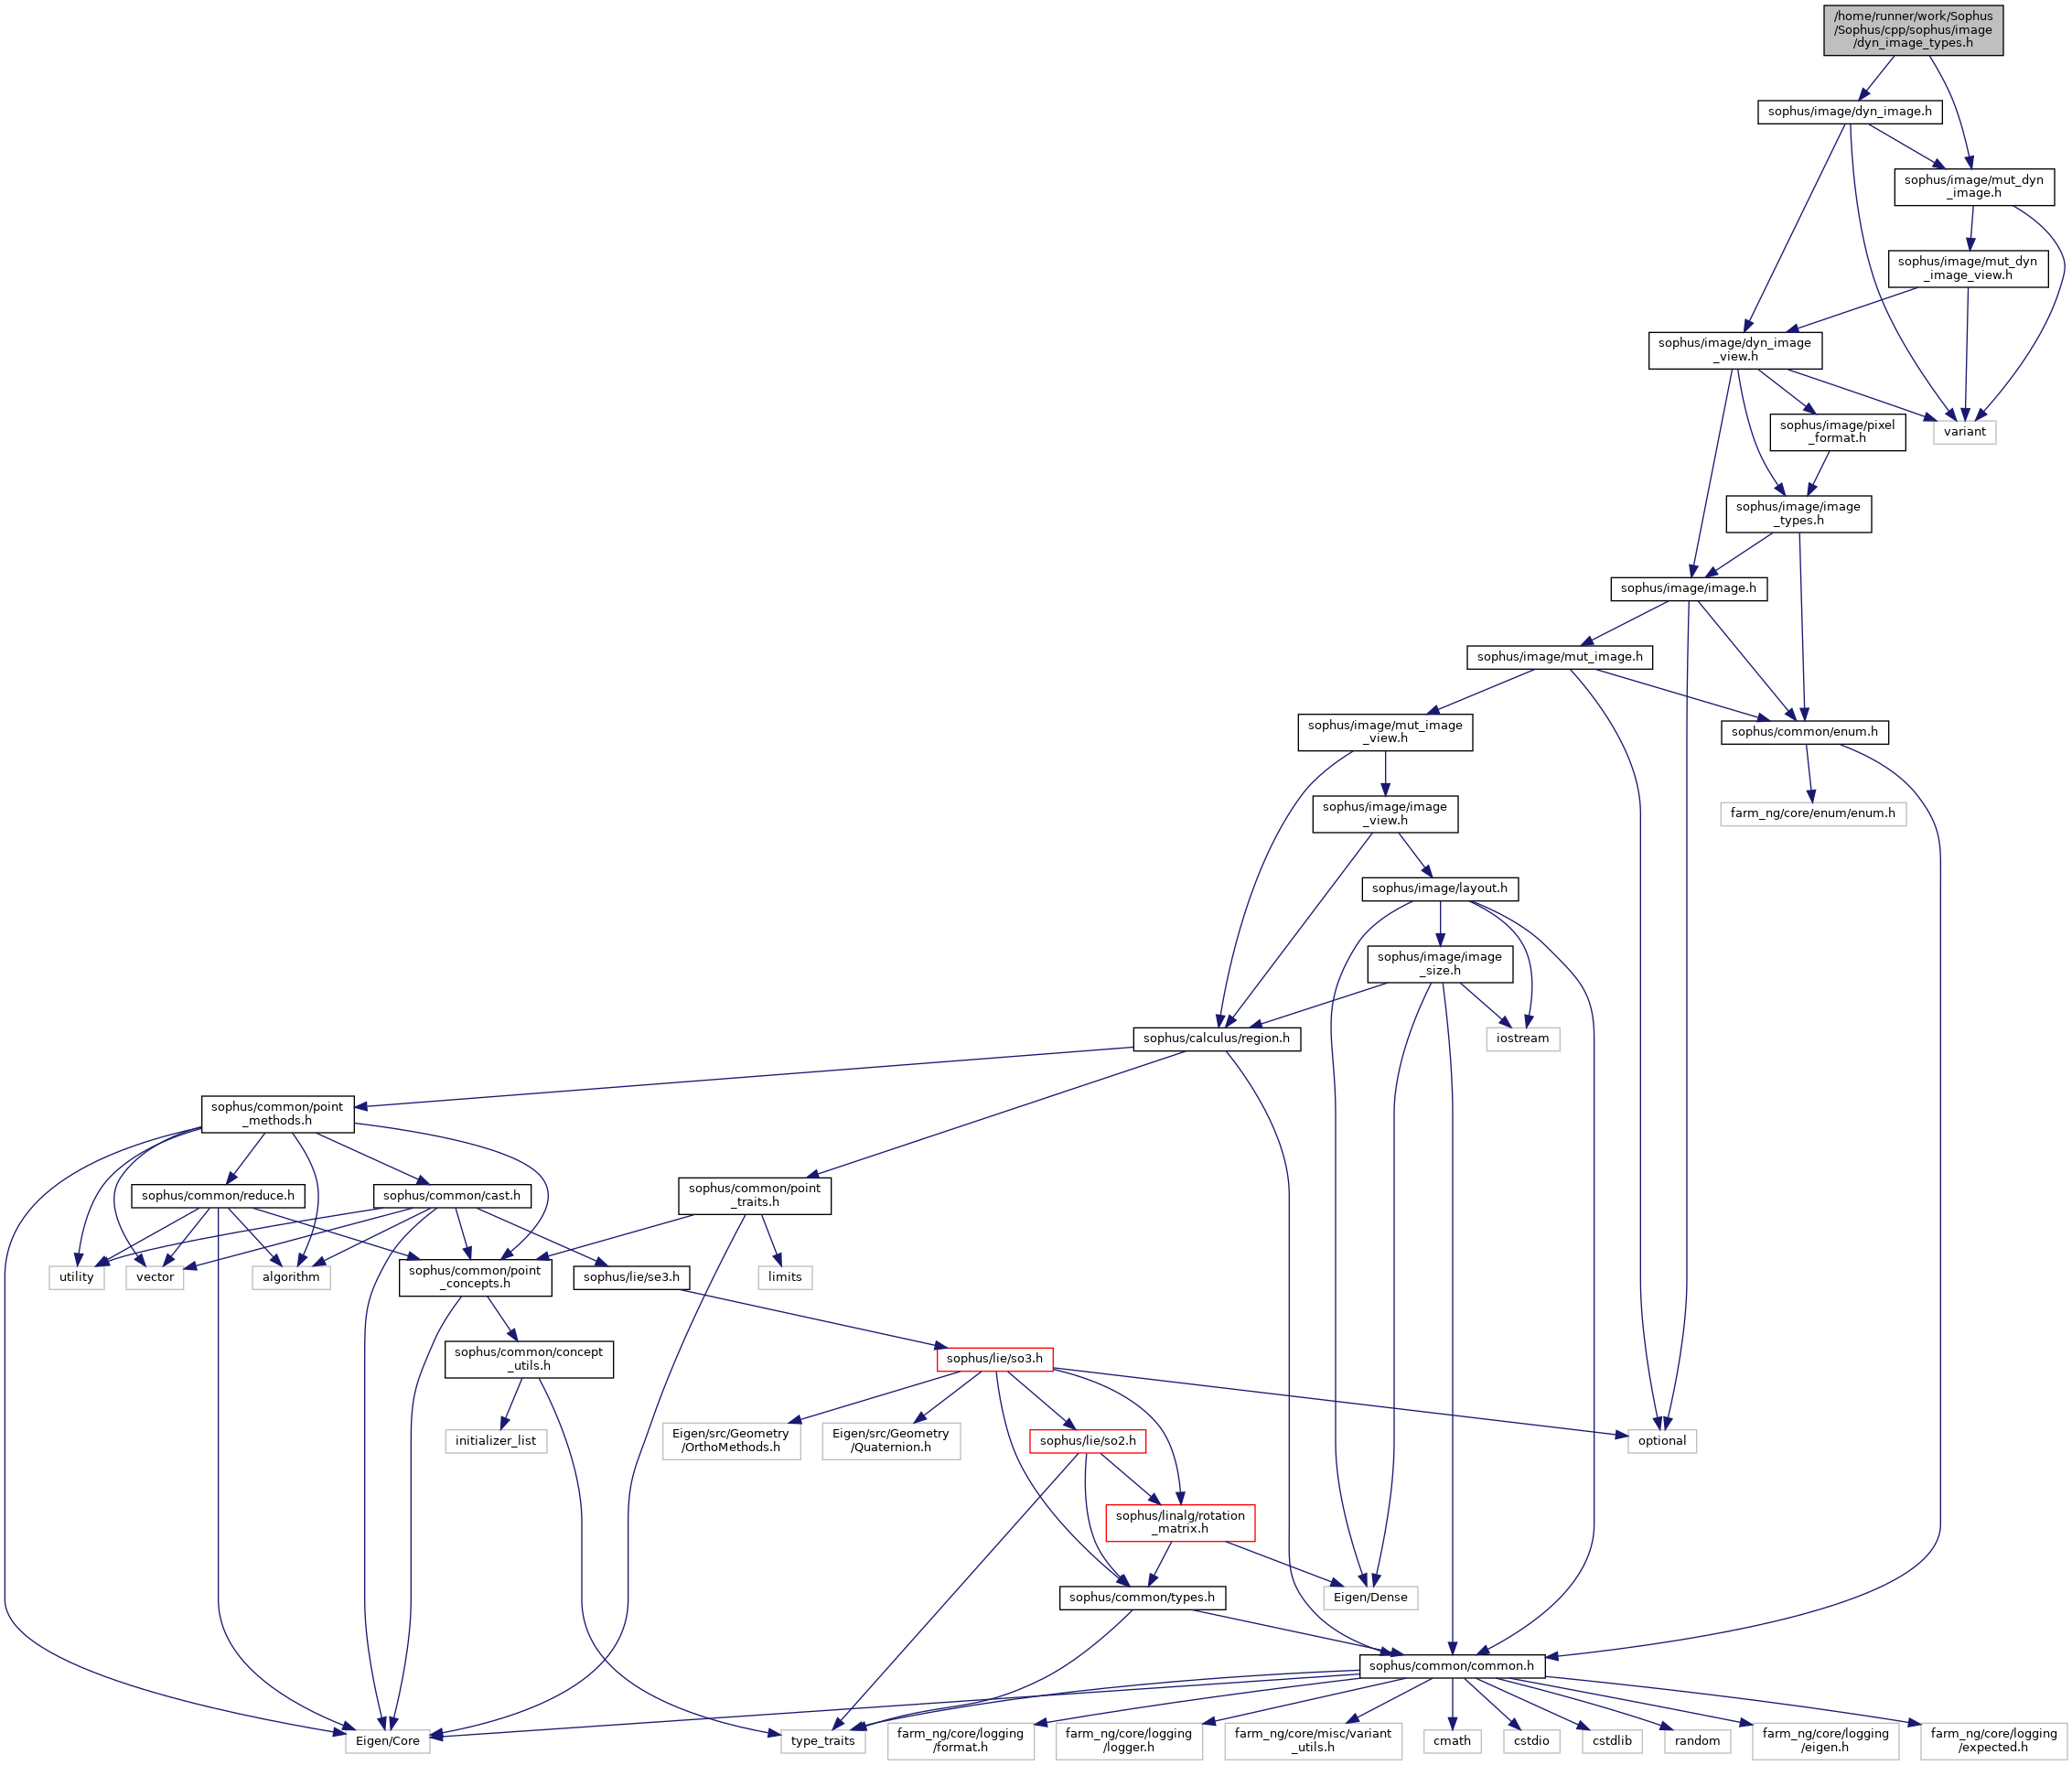 /home/runner/work/Sophus
/Sophus/cpp/sophus/image
/dyn_image_types.h
sophus/image/dyn_image.h
sophus/image/mut_dyn
_image.h
sophus/image/mut_dyn
_image_view.h
sophus/image/dyn_image
_view.h
sophus/image/pixel
_format.h
variant
sophus/image/image
_types.h
sophus/image/image.h
sophus/image/mut_image.h
sophus/image/mut_image
_view.h
sophus/common/enum.h
sophus/image/image
_view.h
farm_ng/core/enum/enum.h
sophus/image/layout.h
sophus/image/image
_size.h
sophus/calculus/region.h
iostream
sophus/common/point
_methods.h
sophus/common/reduce.h
sophus/common/cast.h
sophus/common/point
_traits.h
utility
vector
algorithm
sophus/common/point
_concepts.h
sophus/lie/se3.h
limits
sophus/common/concept
_utils.h
sophus/lie/so3.h
initializer_list
Eigen/src/Geometry
/OrthoMethods.h
Eigen/src/Geometry
/Quaternion.h
sophus/lie/so2.h
optional
sophus/linalg/rotation
_matrix.h
sophus/common/types.h
Eigen/Dense
sophus/common/common.h
Eigen/Core
type_traits
farm_ng/core/logging
/format.h
farm_ng/core/logging
/logger.h
farm_ng/core/misc/variant
_utils.h
cmath
cstdio
cstdlib
random
farm_ng/core/logging
/eigen.h
farm_ng/core/logging
/expected.h